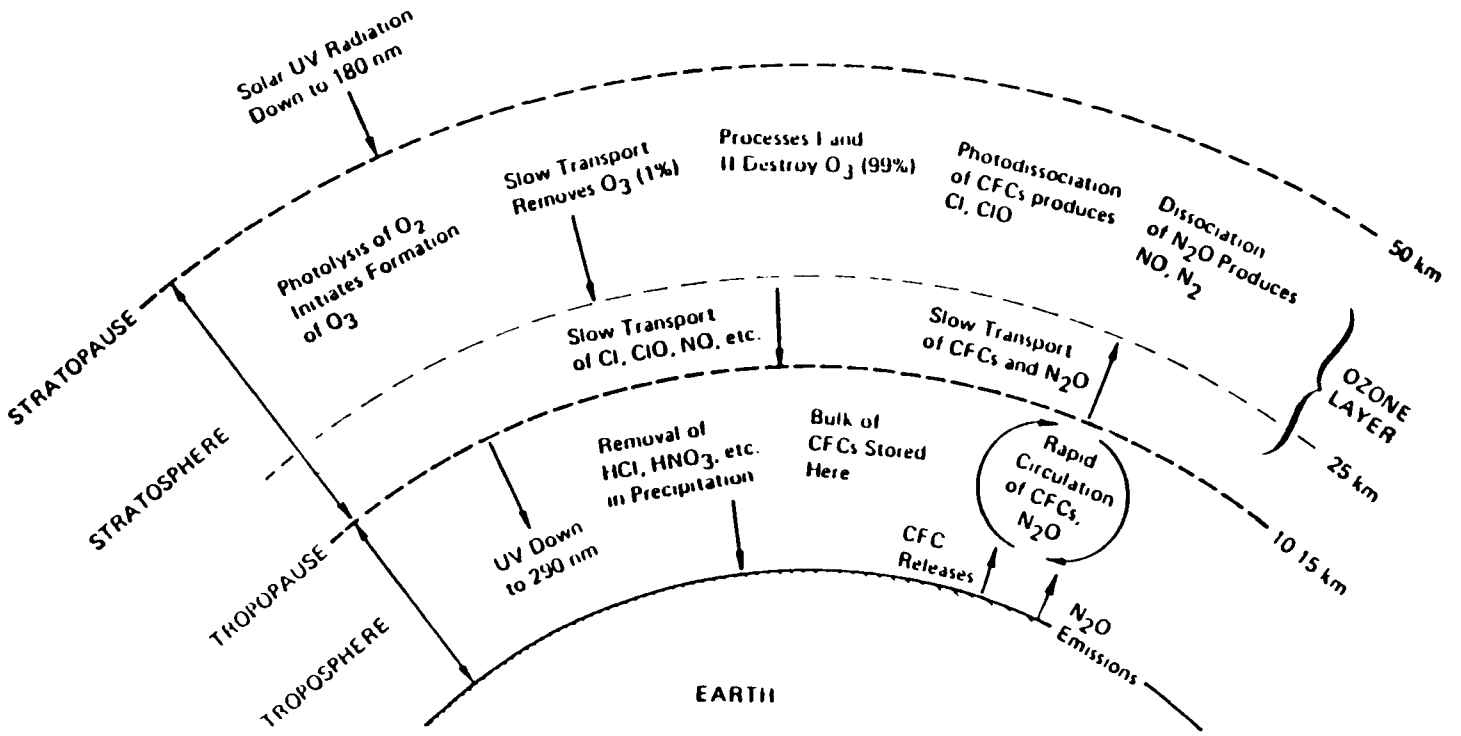 Solar UV Radiation
Down to 180 nm
Slow Transport
Removes O3 (1%)
Processes I and
II Destroy O3 (99%)
Photodissociation
of CFCs produces
Cl, ClO
Dissociation
of N2O Produces
NO, N2
50 km
Photolysis of O2
Initiates Formation
of O3
STRATOPAUSE
Slow Transport
of Cl, ClO, NO, etc.
Slow Transport
of CFCs and N2O
OZONE
LAYER
25 km
STRATOSPHERE
Removal of
HCl, HNO3, etc.
in Precipitation
Bulk of
CFCs Stored
Here
Rapid
Circulation
of CFCs,
N2O
10 15 km
UV Down
to 290 nm
CFC
Releases
TROPOPAUSE
N2O
Emissions
TROPOSPHERE
EARTH